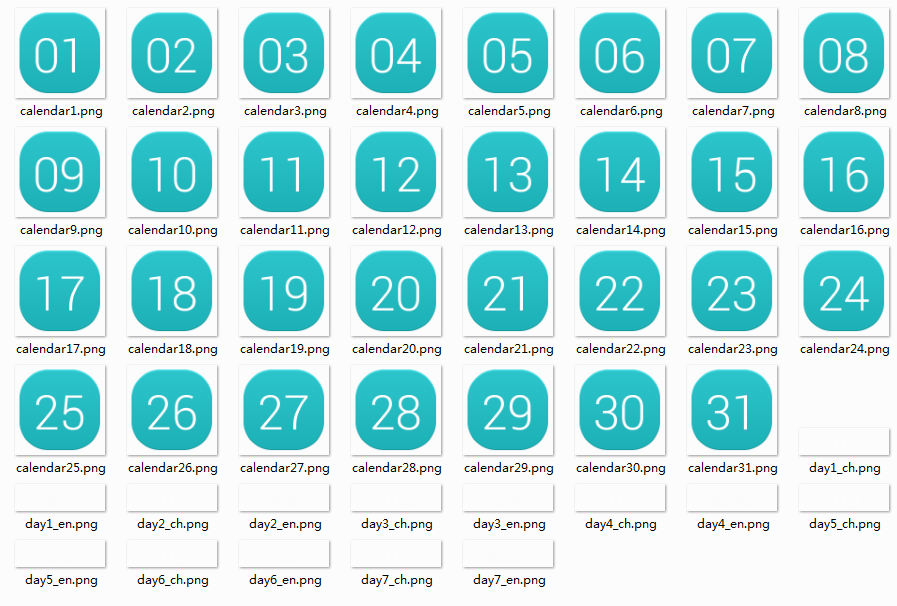 01 02 03 04 05 06 07 08
calendar1.png calendar2.png calendar3.png calendar4.png calendar5.png calendar6.png calendar7.png calendar8.png
09 10 11 12 13 14 15 16
calendar9.png calendar10.png calendar11.png calendar12.png calendar13.png calendar14.png calendar15.png calendar16.png
17 18 19 20 21 22 23 24
calendar17.png calendar18.png calendar19.png calendar20.png calendar21.png calendar22.png calendar23.png calendar24.png
25 26 27 28 29 30 31
calendar25.png calendar26.png calendar27.png calendar28.png calendar29.png calendar30.png calendar31.png day1_ch.png
day1_en.png day2_ch.png day2_en.png day3_ch.png day3_en.png day4_ch.png day4_en.png day5_ch.png
day5_en.png day6_ch.png day6_en.png day7_ch.png day7_en.png